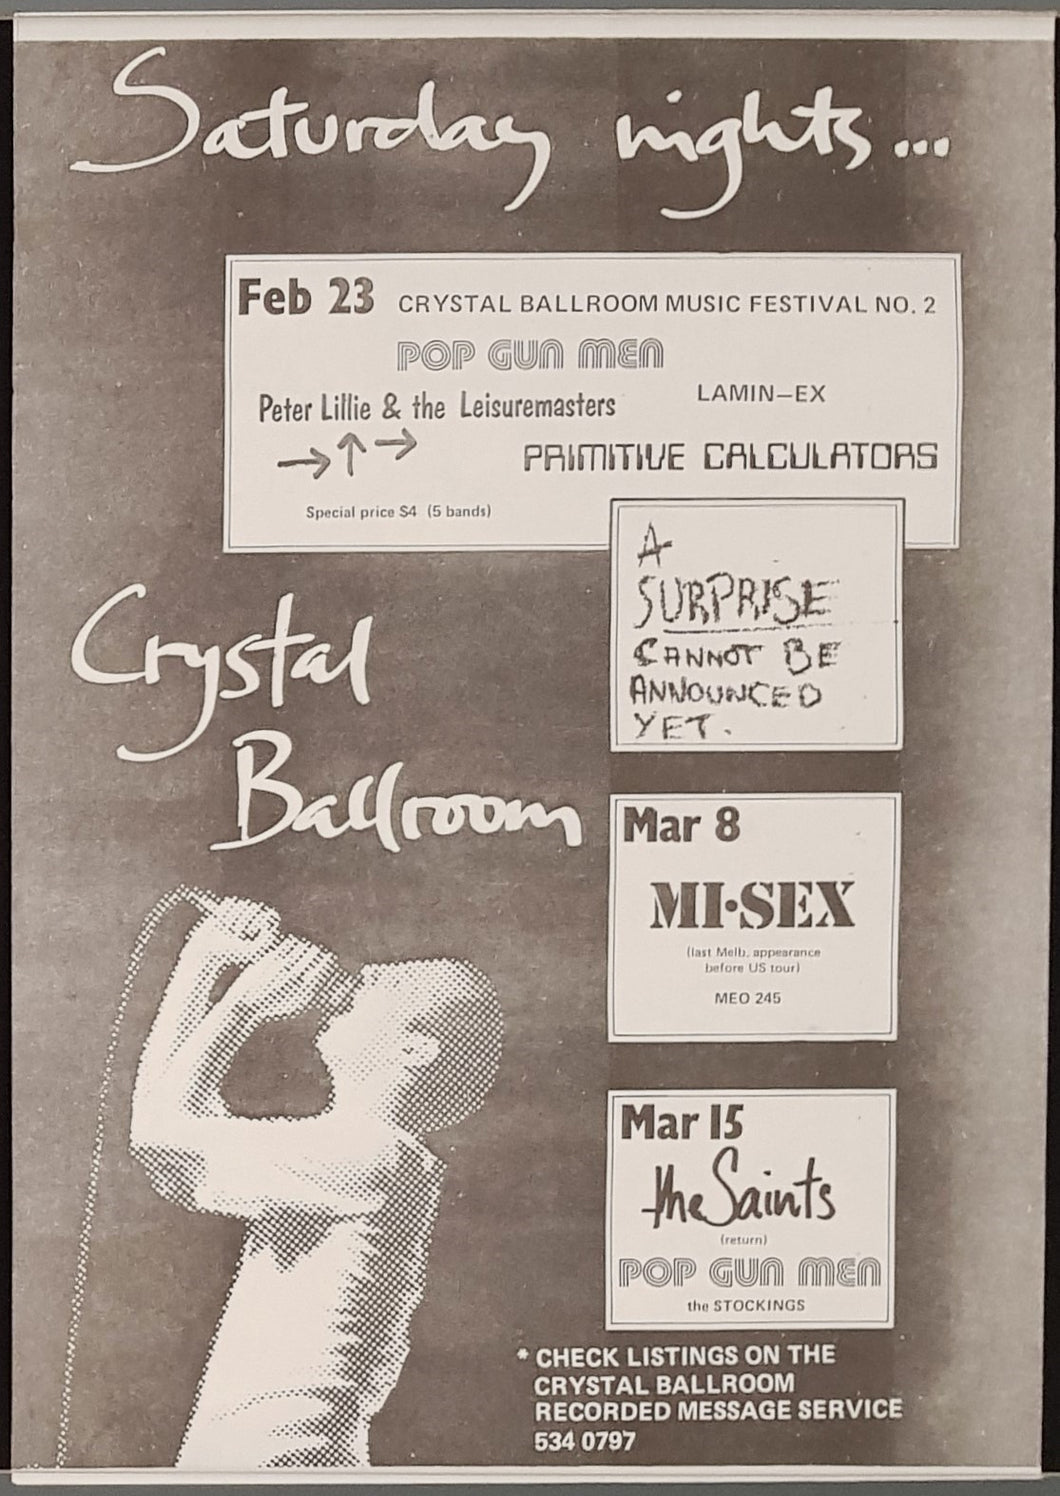 Saturday nights...
Feb 23 CRYSTAL BALLROOM MUSIC FESTIVAL NO. 2
POP GUN MEN
Peter Lillie & the Leisuremasters
LAMIN–EX
→↑→
PRIMITIVE CALCULATORS
Special price $4 (5 bands)
A
SURPRISE
CANNOT BE
ANNOUNCED
YET.
Crystal
Ballroom
Mar 8
MI·SEX
(last Melb. appearance
before US tour)
MEO 245
Mar 15
the Saints
(return)
POP GUN MEN
the STOCKINGS
* CHECK LISTINGS ON THE
CRYSTAL BALLROOM
RECORDED MESSAGE SERVICE
534 0797